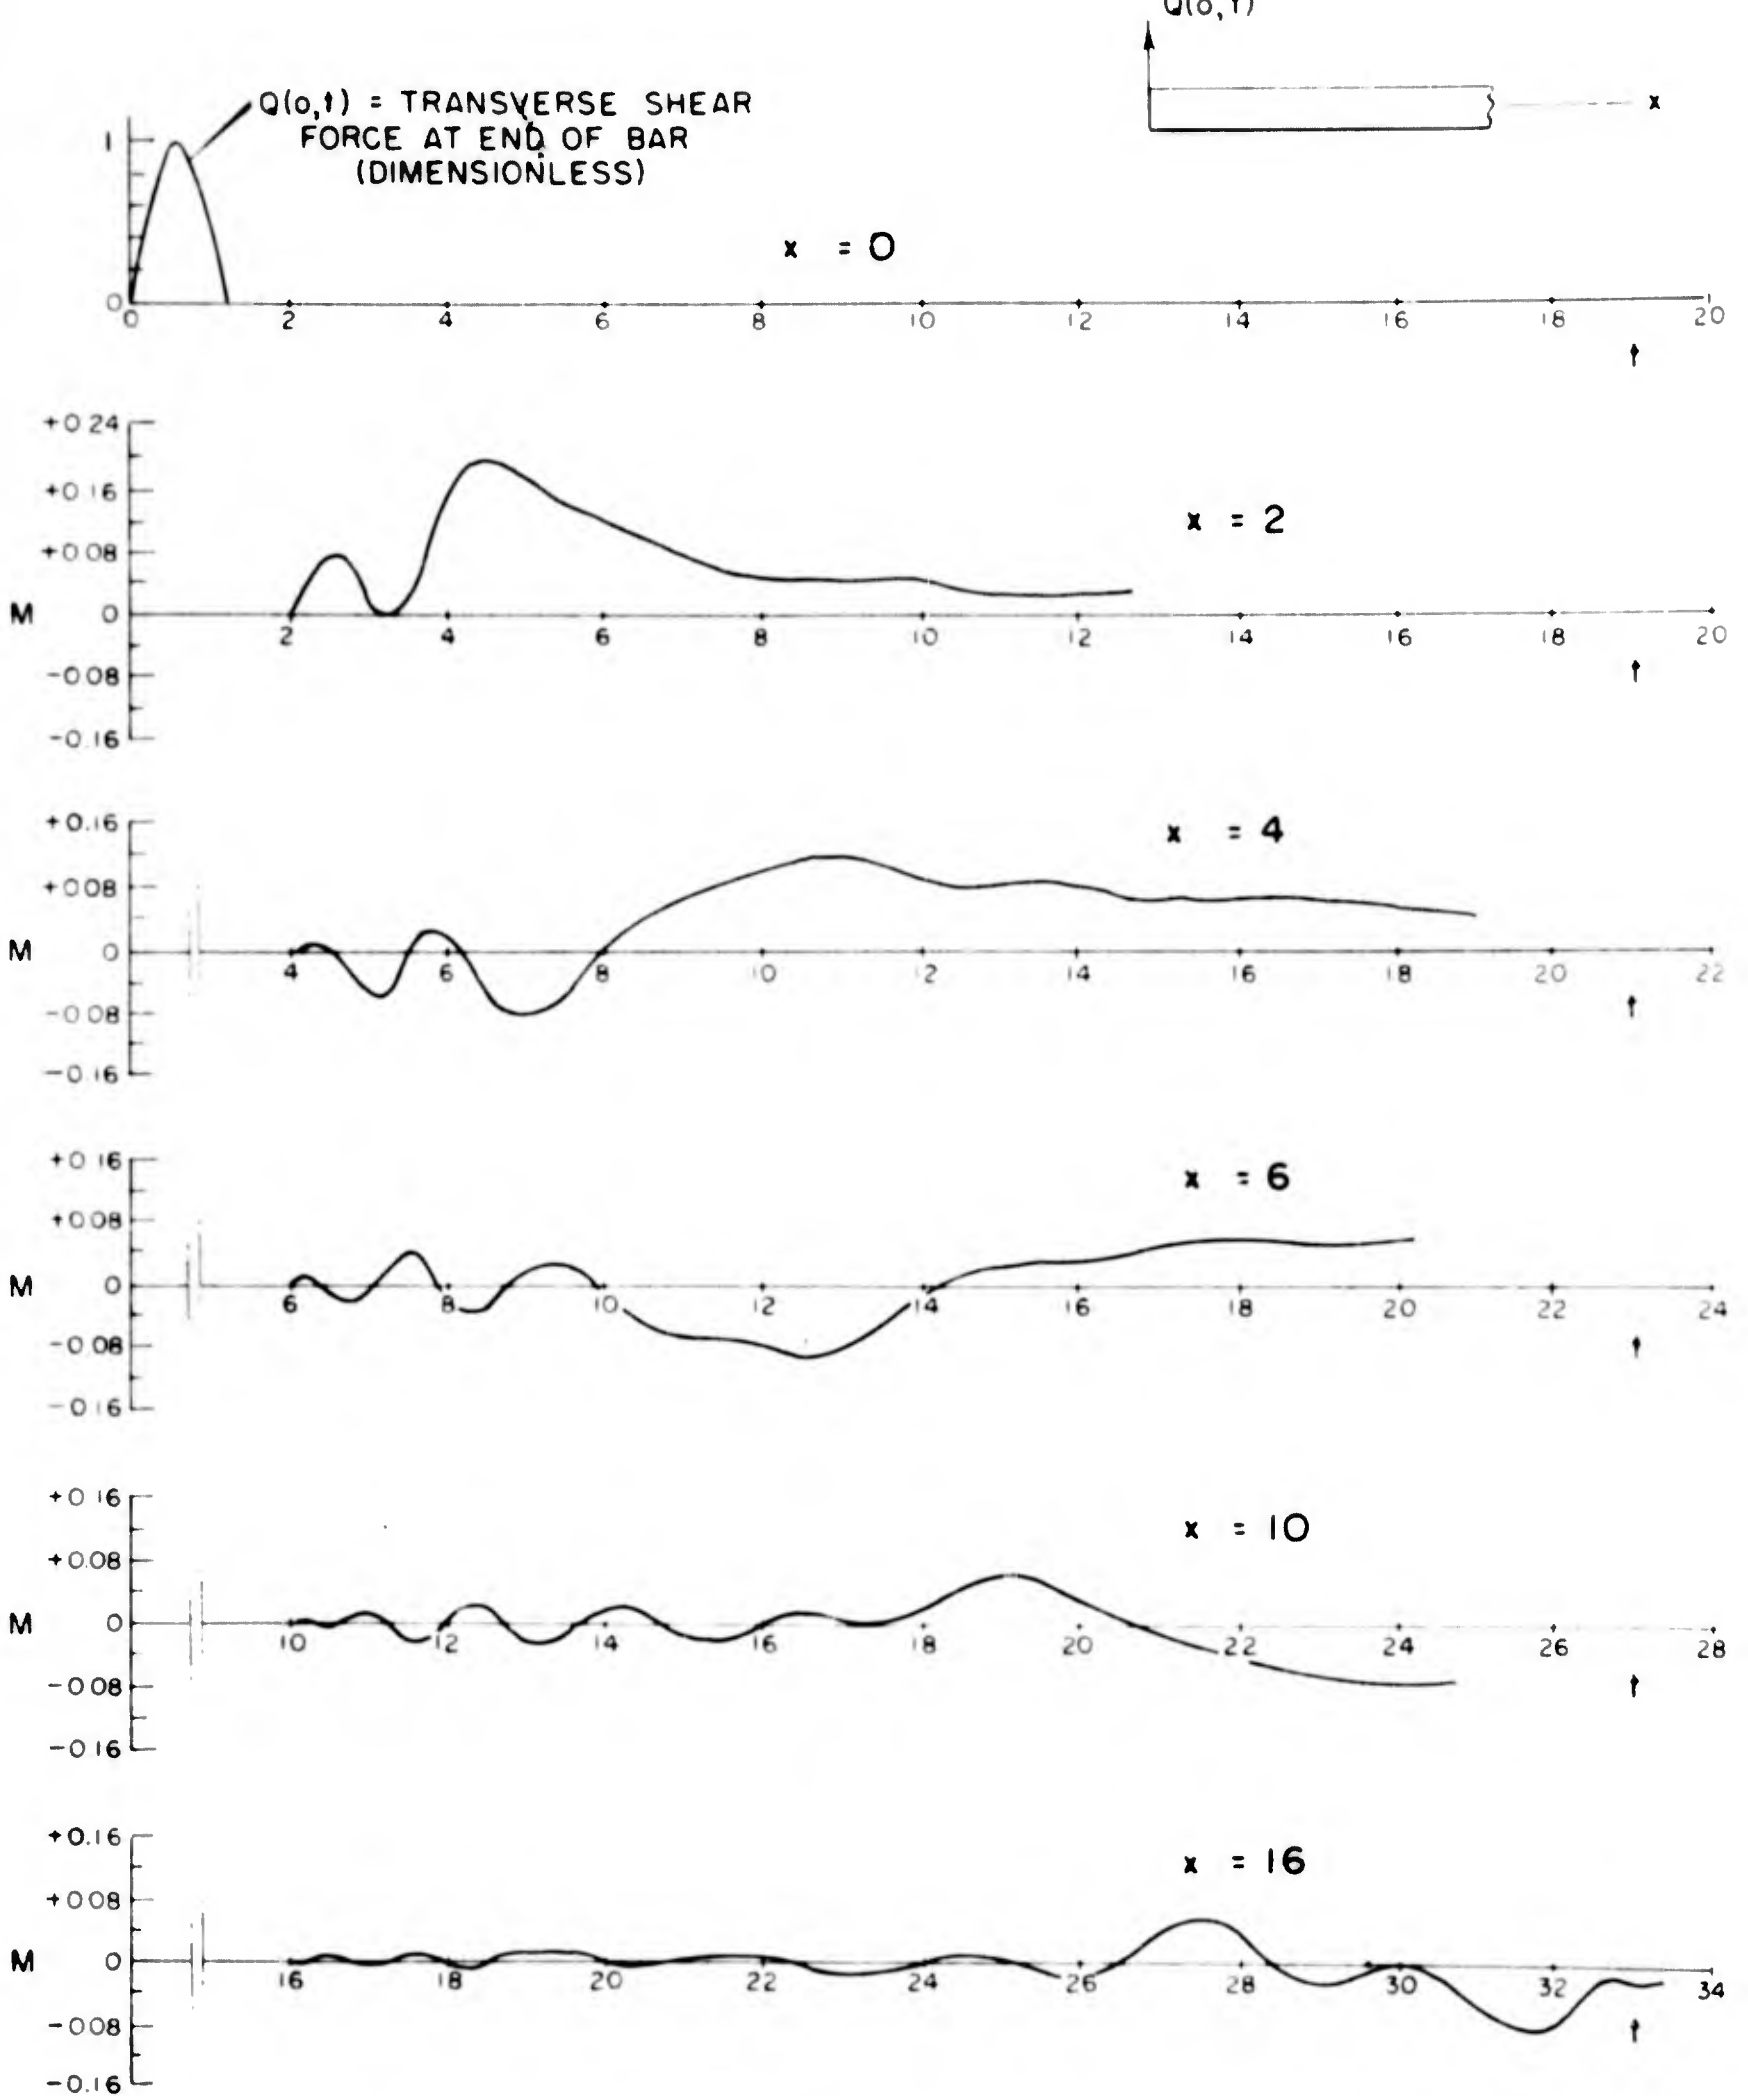 Q(o,t)
x
Q(o,t) = TRANSVERSE SHEAR
FORCE AT END OF BAR
(DIMENSIONLESS)
1
x = 0
0
0 2 4 6 8 10 12 14 16 18 20
t
+0.24
+0.16
x = 2
+0.08
M 0
2 4 6 8 10 12 14 16 18 20
-0.08
t
-0.16
+0.16
x = 4
+0.08
M 0
4 6 8 10 12 14 16 18 20 22
-0.08
t
-0.16
+0.16
x = 6
+0.08
M 0
6 8 10 12 14 16 18 20 22 24
-0.08
t
-0.16
+0.16
x = 10
+0.08
M 0
10 12 14 16 18 20 22 24 26 28
-0.08
t
-0.16
+0.16
x = 16
+0.08
M 0
16 18 20 22 24 26 28 30 32 34
-0.08
t
-0.16